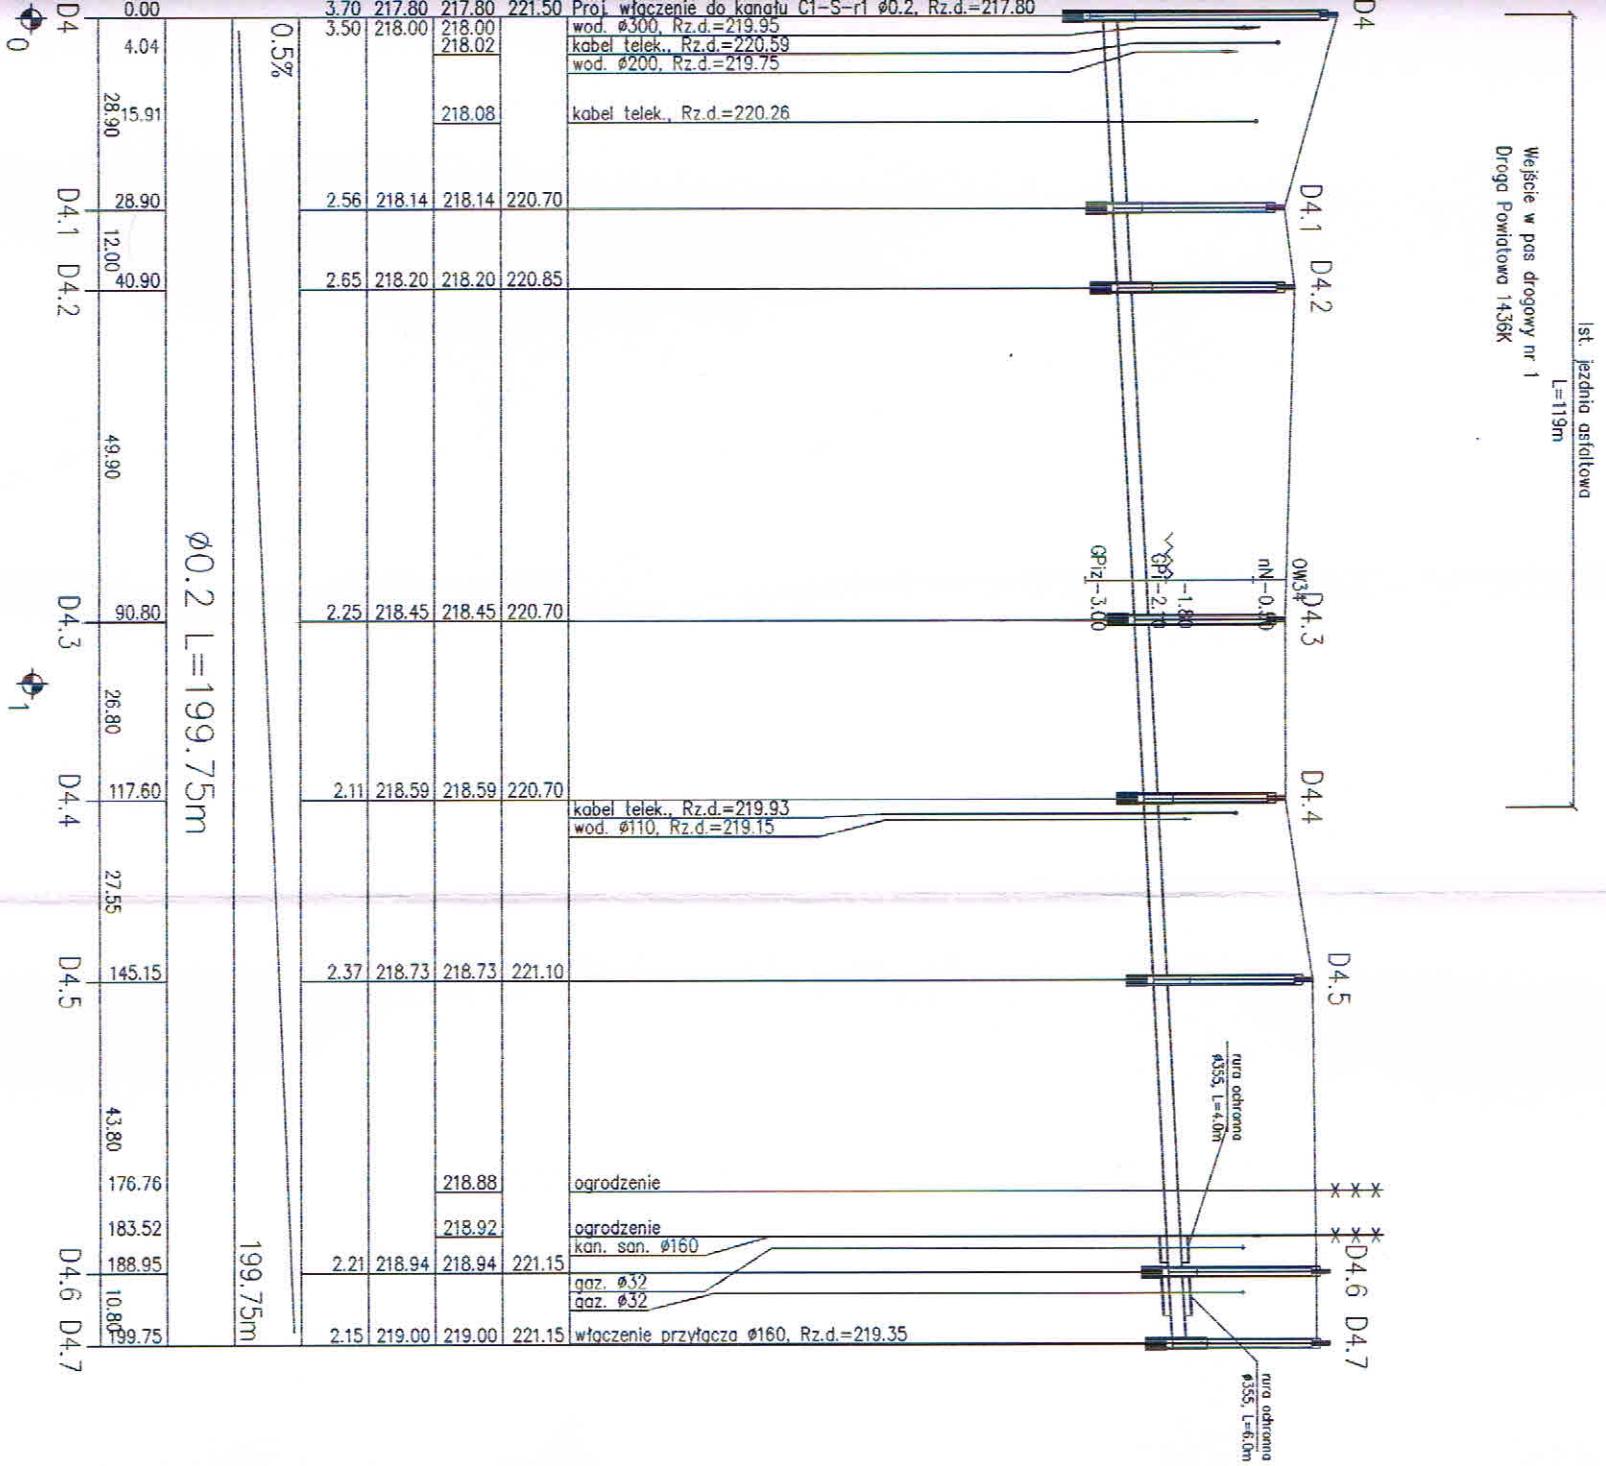 D4
0.00
3.70 217.80 217.80 221.50 Proj. włączenie do kanału C1-S-r1 ø0.2, Rz.d.=217.80
D4
3.50 218.00 218.00 wod. ø300, Rz.d.=219.95
4.04
218.02 kabel telek., Rz.d.=220.59
wod. ø200, Rz.d.=219.75
0
0.5%
28.90
15.91
218.08 kabel telek., Rz.d.=220.26
D4.1
28.90
2.56 218.14 218.14 220.70
D4.1
12.00
D4.2
40.90
2.65 218.20 218.20 220.85
D4.2
49.90
Ø0.2 L=199.75m
OW34
nN-0.50
-1.80
GPiz-3.00
D4.3
90.80
2.25 218.45 218.45 220.70
D4.3
1
26.80
D4.4
117.60
2.11 218.59 218.59 220.70
D4.4
kabel telek., Rz.d.=219.93
wod. ø110, Rz.d.=219.15
27.55
D4.5
145.15
2.37 218.73 218.73 221.10
D4.5
rura ochronna
ø355, L=4.0m
43.80
176.76
218.88 ogrodzenie
183.52
218.92 ogrodzenie
kan. san. ø160
D4.6
188.95
2.21 218.94 218.94 221.15
D4.6
gaz. ø32
gaz. ø32
10.80
199.75m
D4.7
199.75
2.15 219.00 219.00 221.15 włączenie przyłącza ø160, Rz.d.=219.35
D4.7
rura ochronna
ø355, L=6.0m
Ist. jezdnia asfaltowa
L=119m
Wejście w pas drogowy nr 1
Droga Powiatowa 1436K